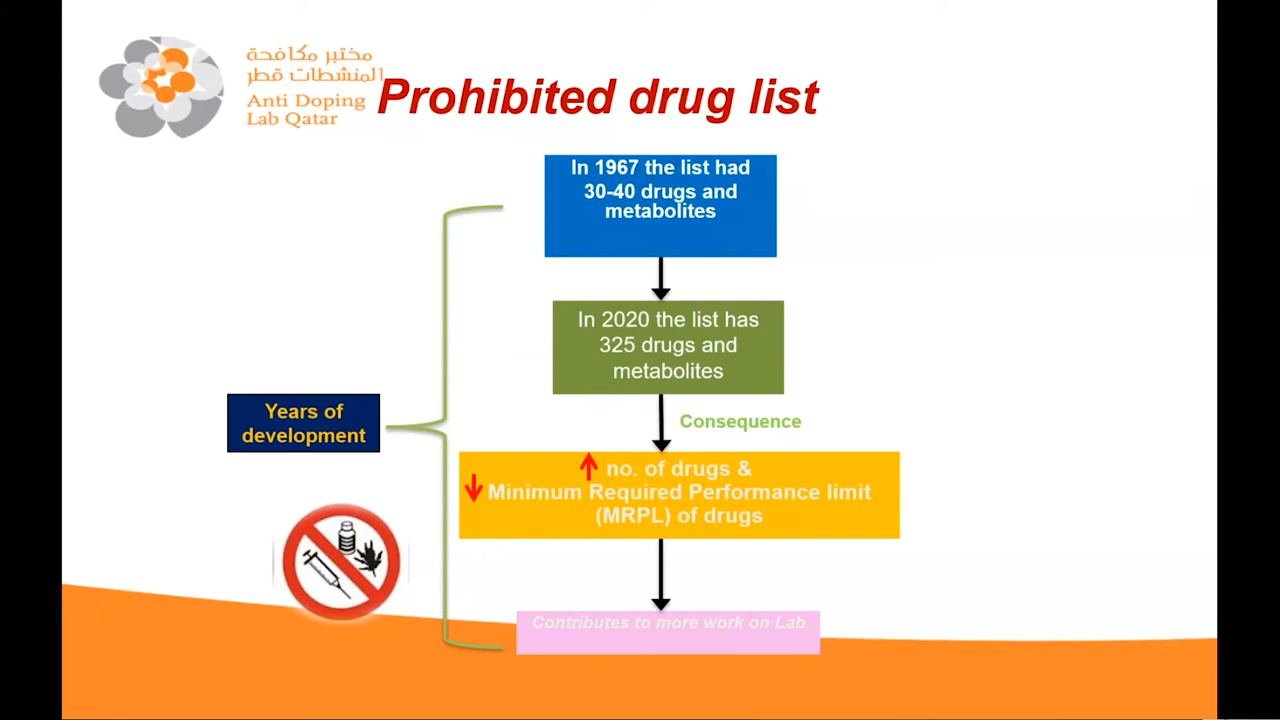 مختبر مكافحة
المنشطات قطر
Anti Doping
Lab Qatar
Prohibited drug list
In 1967 the list had
30-40 drugs and
metabolites
In 2020 the list has
325 drugs and
metabolites
Consequence
Years of
development
no. of drugs &
Minimum Required Performance limit
(MRPL) of drugs
Contributes to more work on Lab